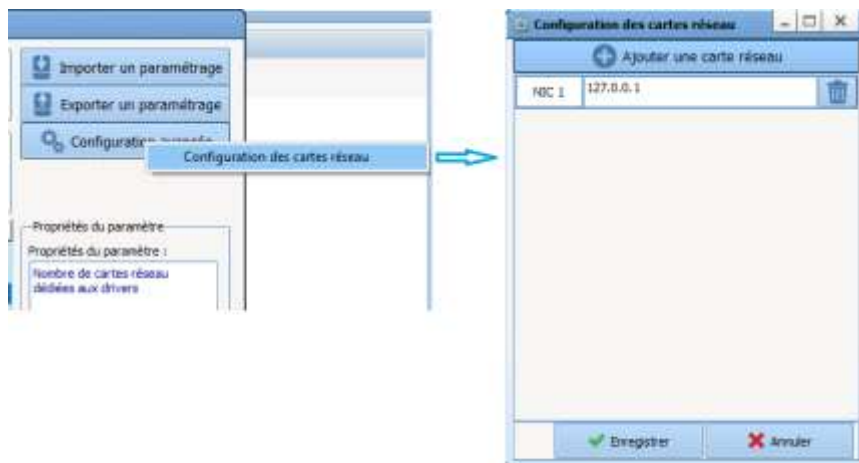 Importer un paramétrage
Exporter un paramétrage
Configuration avancée
Configuration des cartes réseau
Propriétés du paramètre
Propriétés du paramètre :
Nombre de cartes réseau
dédiées aux drivers
Configuration des cartes réseau
Ajouter une carte réseau
NIC 1
127.0.0.1
Enregistrer
Annuler